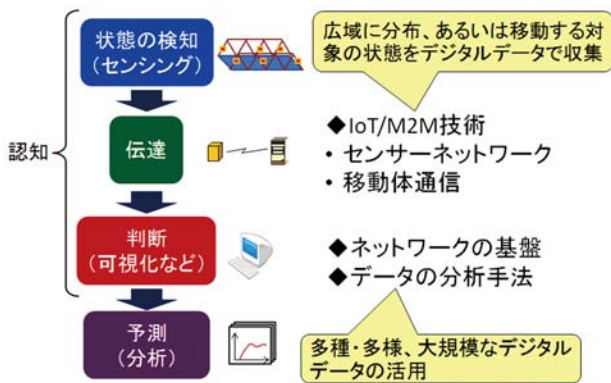 状態の検知
(センシング)
広域に分布、あるいは移動する対
象の状態をデジタルデータで収集
認知
伝達
◆IoT/M2M技術
・センサーネットワーク
・移動体通信
判断
(可視化など)
◆ネットワークの基盤
◆データの分析手法
予測
(分析)
多種・多様、大規模なデジタル
データの活用